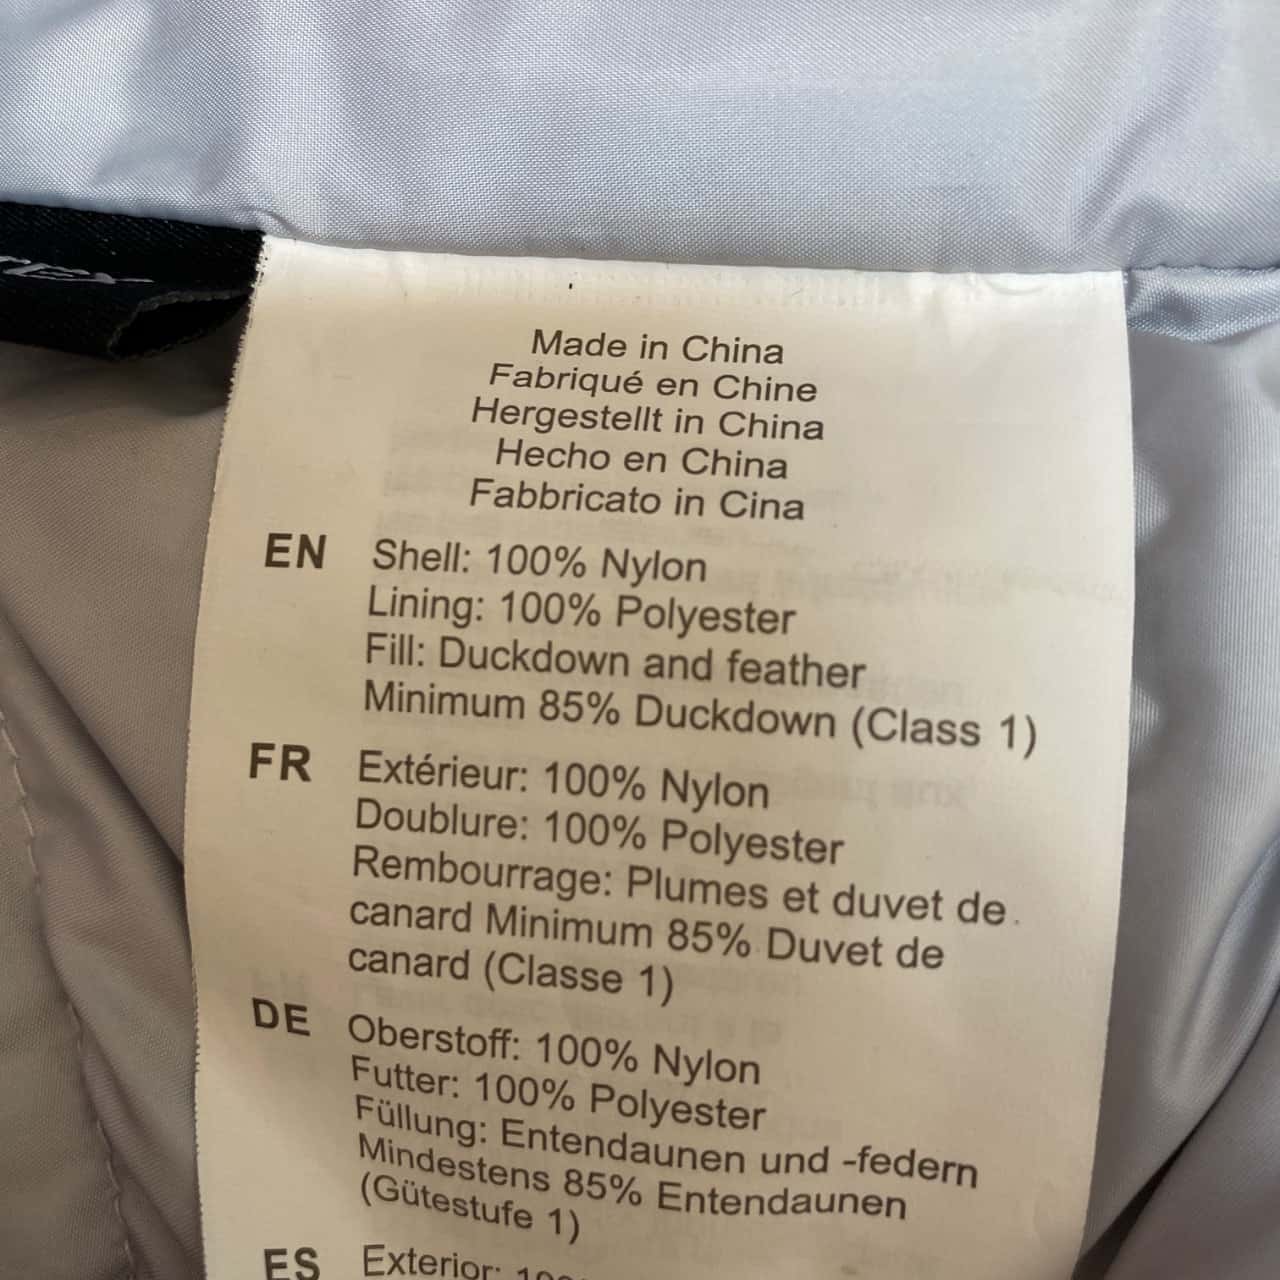 Made in China
Fabriqué en Chine
Hergestellt in China
Hecho en China
Fabbricato in Cina
EN Shell: 100% Nylon
Lining: 100% Polyester
Fill: Duckdown and feather
Minimum 85% Duckdown (Class 1)
FR Extérieur: 100% Nylon
Doublure: 100% Polyester
Rembourrage: Plumes et duvet de
canard Minimum 85% Duvet de
canard (Classe 1)
DE Oberstoff: 100% Nylon
Futter: 100% Polyester
Füllung: Entendaunen und -federn
Mindestens 85% Entendaunen
(Gütestufe 1)
ES Exterior: